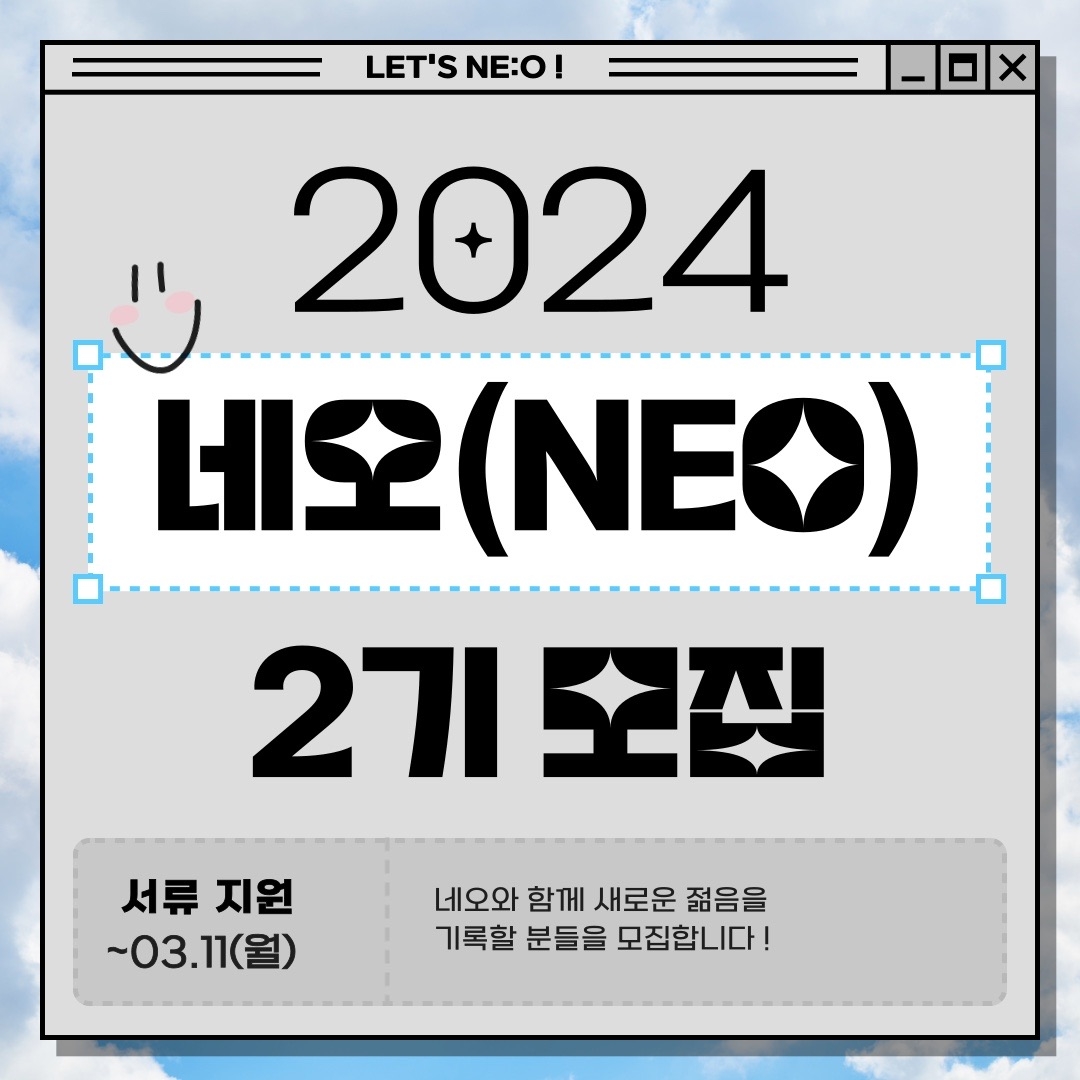 LET'S NE:O !
2024
네오(NEO)
2기 모집
서류 지원
~03.11(월)
네오와 함께 새로운 젊음을
기록할 분들을 모집합니다 !